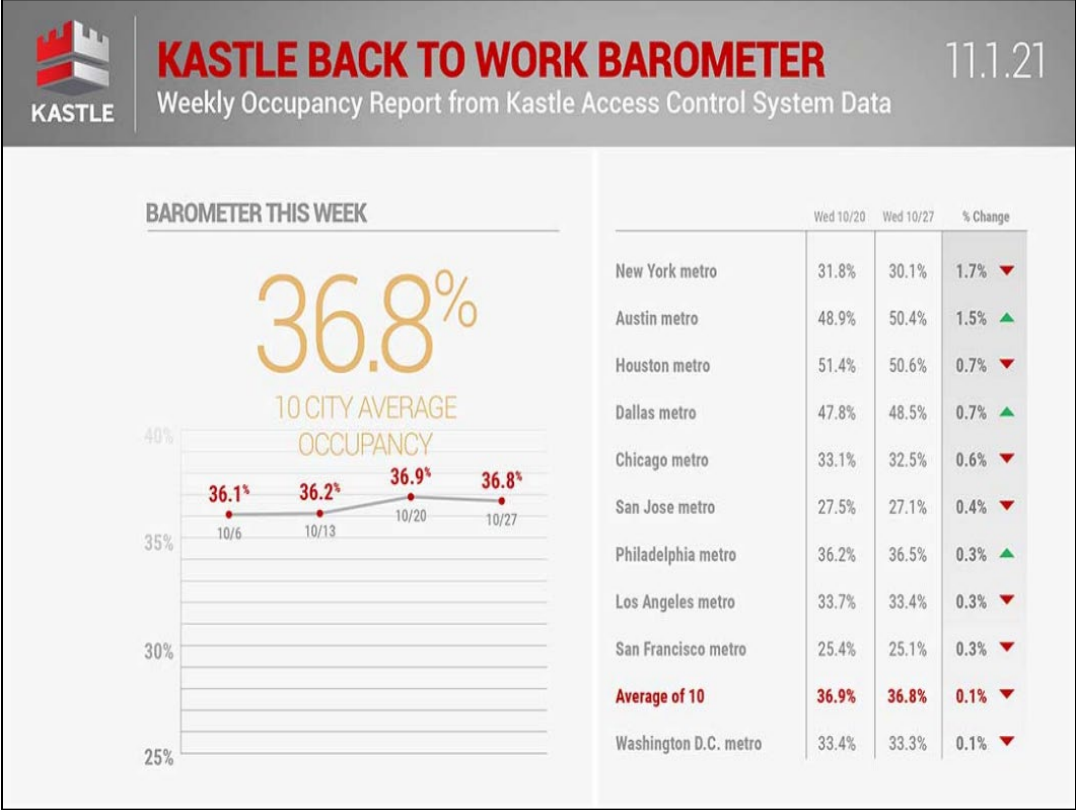 KASTLE
KASTLE BACK TO WORK BAROMETER
Weekly Occupancy Report from Kastle Access Control System Data
11.1.21
BAROMETER THIS WEEK
36.8%
10 CITY AVERAGE
OCCUPANCY
40%
35%
30%
25%
36.1% 36.2% 36.9% 36.8%
10/6 10/13 10/20 10/27
Wed 10/20 Wed 10/27 % Change
New York metro 31.8% 30.1% 1.7% ▼
Austin metro 48.9% 50.4% 1.5% ▲
Houston metro 51.4% 50.6% 0.7% ▼
Dallas metro 47.8% 48.5% 0.7% ▲
Chicago metro 33.1% 32.5% 0.6% ▼
San Jose metro 27.5% 27.1% 0.4% ▼
Philadelphia metro 36.2% 36.5% 0.3% ▲
Los Angeles metro 33.7% 33.4% 0.3% ▼
San Francisco metro 25.4% 25.1% 0.3% ▼
Average of 10 36.9% 36.8% 0.1% ▼
Washington D.C. metro 33.4% 33.3% 0.1% ▼